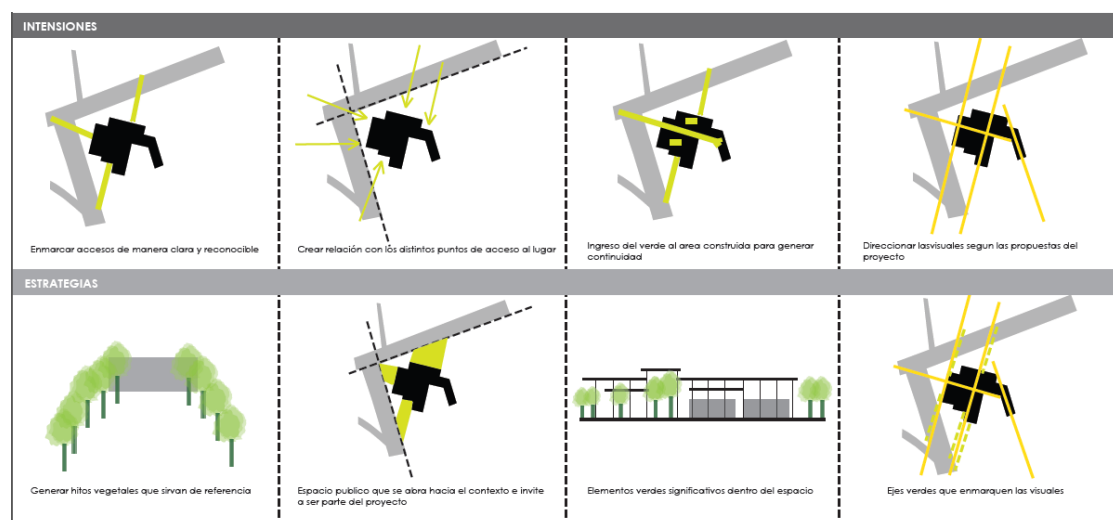 INTENSIONES
Enmarcar accesos de manera clara y reconocible
Crear relación con los distintos puntos de acceso al lugar
Ingreso del verde al area construida para generar
continuidad
Direccionar lasvisuales segun las propuestas del
proyecto
ESTRATEGIAS
Generar hitos vegetales que sirvan de referencia
Espacio publico que se abra hacia el contexto e invite
a ser parte del proyecto
Elementos verdes significativos dentro del espacio
Ejes verdes que enmarquen las visuales